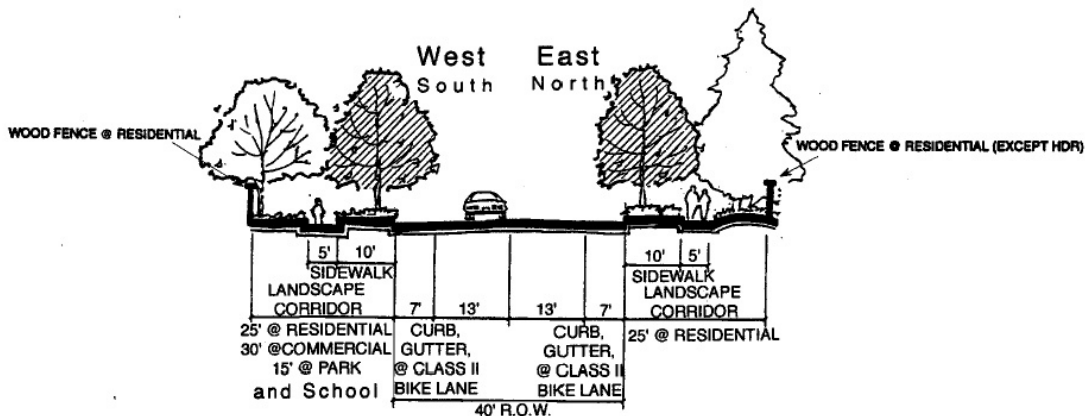 West East
South North
WOOD FENCE @ RESIDENTIAL
WOOD FENCE @ RESIDENTIAL (EXCEPT HDR)
5' 10'
SIDEWALK
LANDSCAPE
CORRIDOR
25' @ RESIDENTIAL
30' @COMMERCIAL
15' @ PARK
and School
7' 13' 13' 7'
CURB,
GUTTER,
@ CLASS II
BIKE LANE
CURB,
GUTTER,
@ CLASS II
BIKE LANE
40' R.O.W.
10' 5'
SIDEWALK
LANDSCAPE
CORRIDOR
25' @ RESIDENTIAL